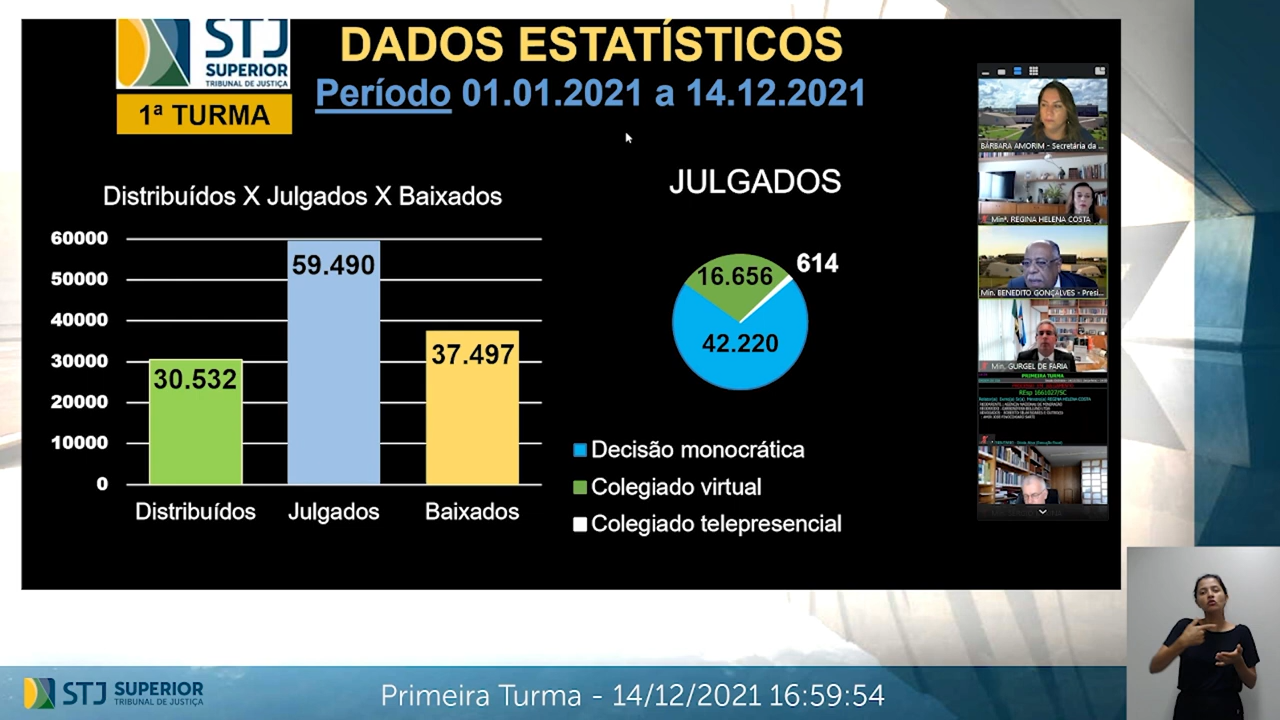 STJ
SUPERIOR
TRIBUNAL DE JUSTIÇA
1ª TURMA
DADOS ESTATÍSTICOS
Período 01.01.2021 a 14.12.2021
Distribuídos X Julgados X Baixados
60000
50000
40000
30000
20000
10000
0
30.532
59.490
37.497
Distribuídos
Julgados
Baixados
JULGADOS
16.656
614
42.220
Decisão monocrática
Colegiado virtual
Colegiado telepresencial
BÁRBARA AMORIM - Secretária da ...
Minª. REGINA HELENA COSTA
Min. BENEDITO GONÇALVES - Presi...
Min. GURGEL DE FARIA
PRIMEIRA TURMA
REsp 1661027/SC
STJ SUPERIOR
TRIBUNAL DE JUSTIÇA
Primeira Turma - 14/12/2021 16:59:54